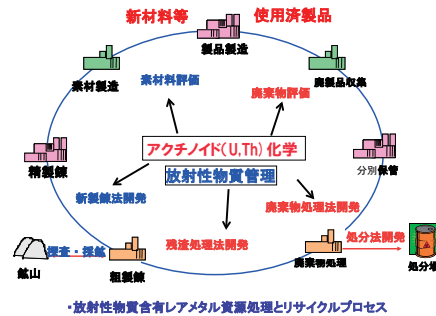 新材料等
使用済製品
製品製造
素材製造
廃製品収集
素材料評価
廃棄物評価
アクチノイド(U,Th) 化学
放射性物質管理
精製錬
分別保管
新製錬法開発
廃棄物処理法開発
残渣処理法開発
処分法開発
探査・採鉱
鉱山
粗製錬
廃棄物処理
処分場
・放射性物質含有レアメタル資源処理とリサイクルプロセス